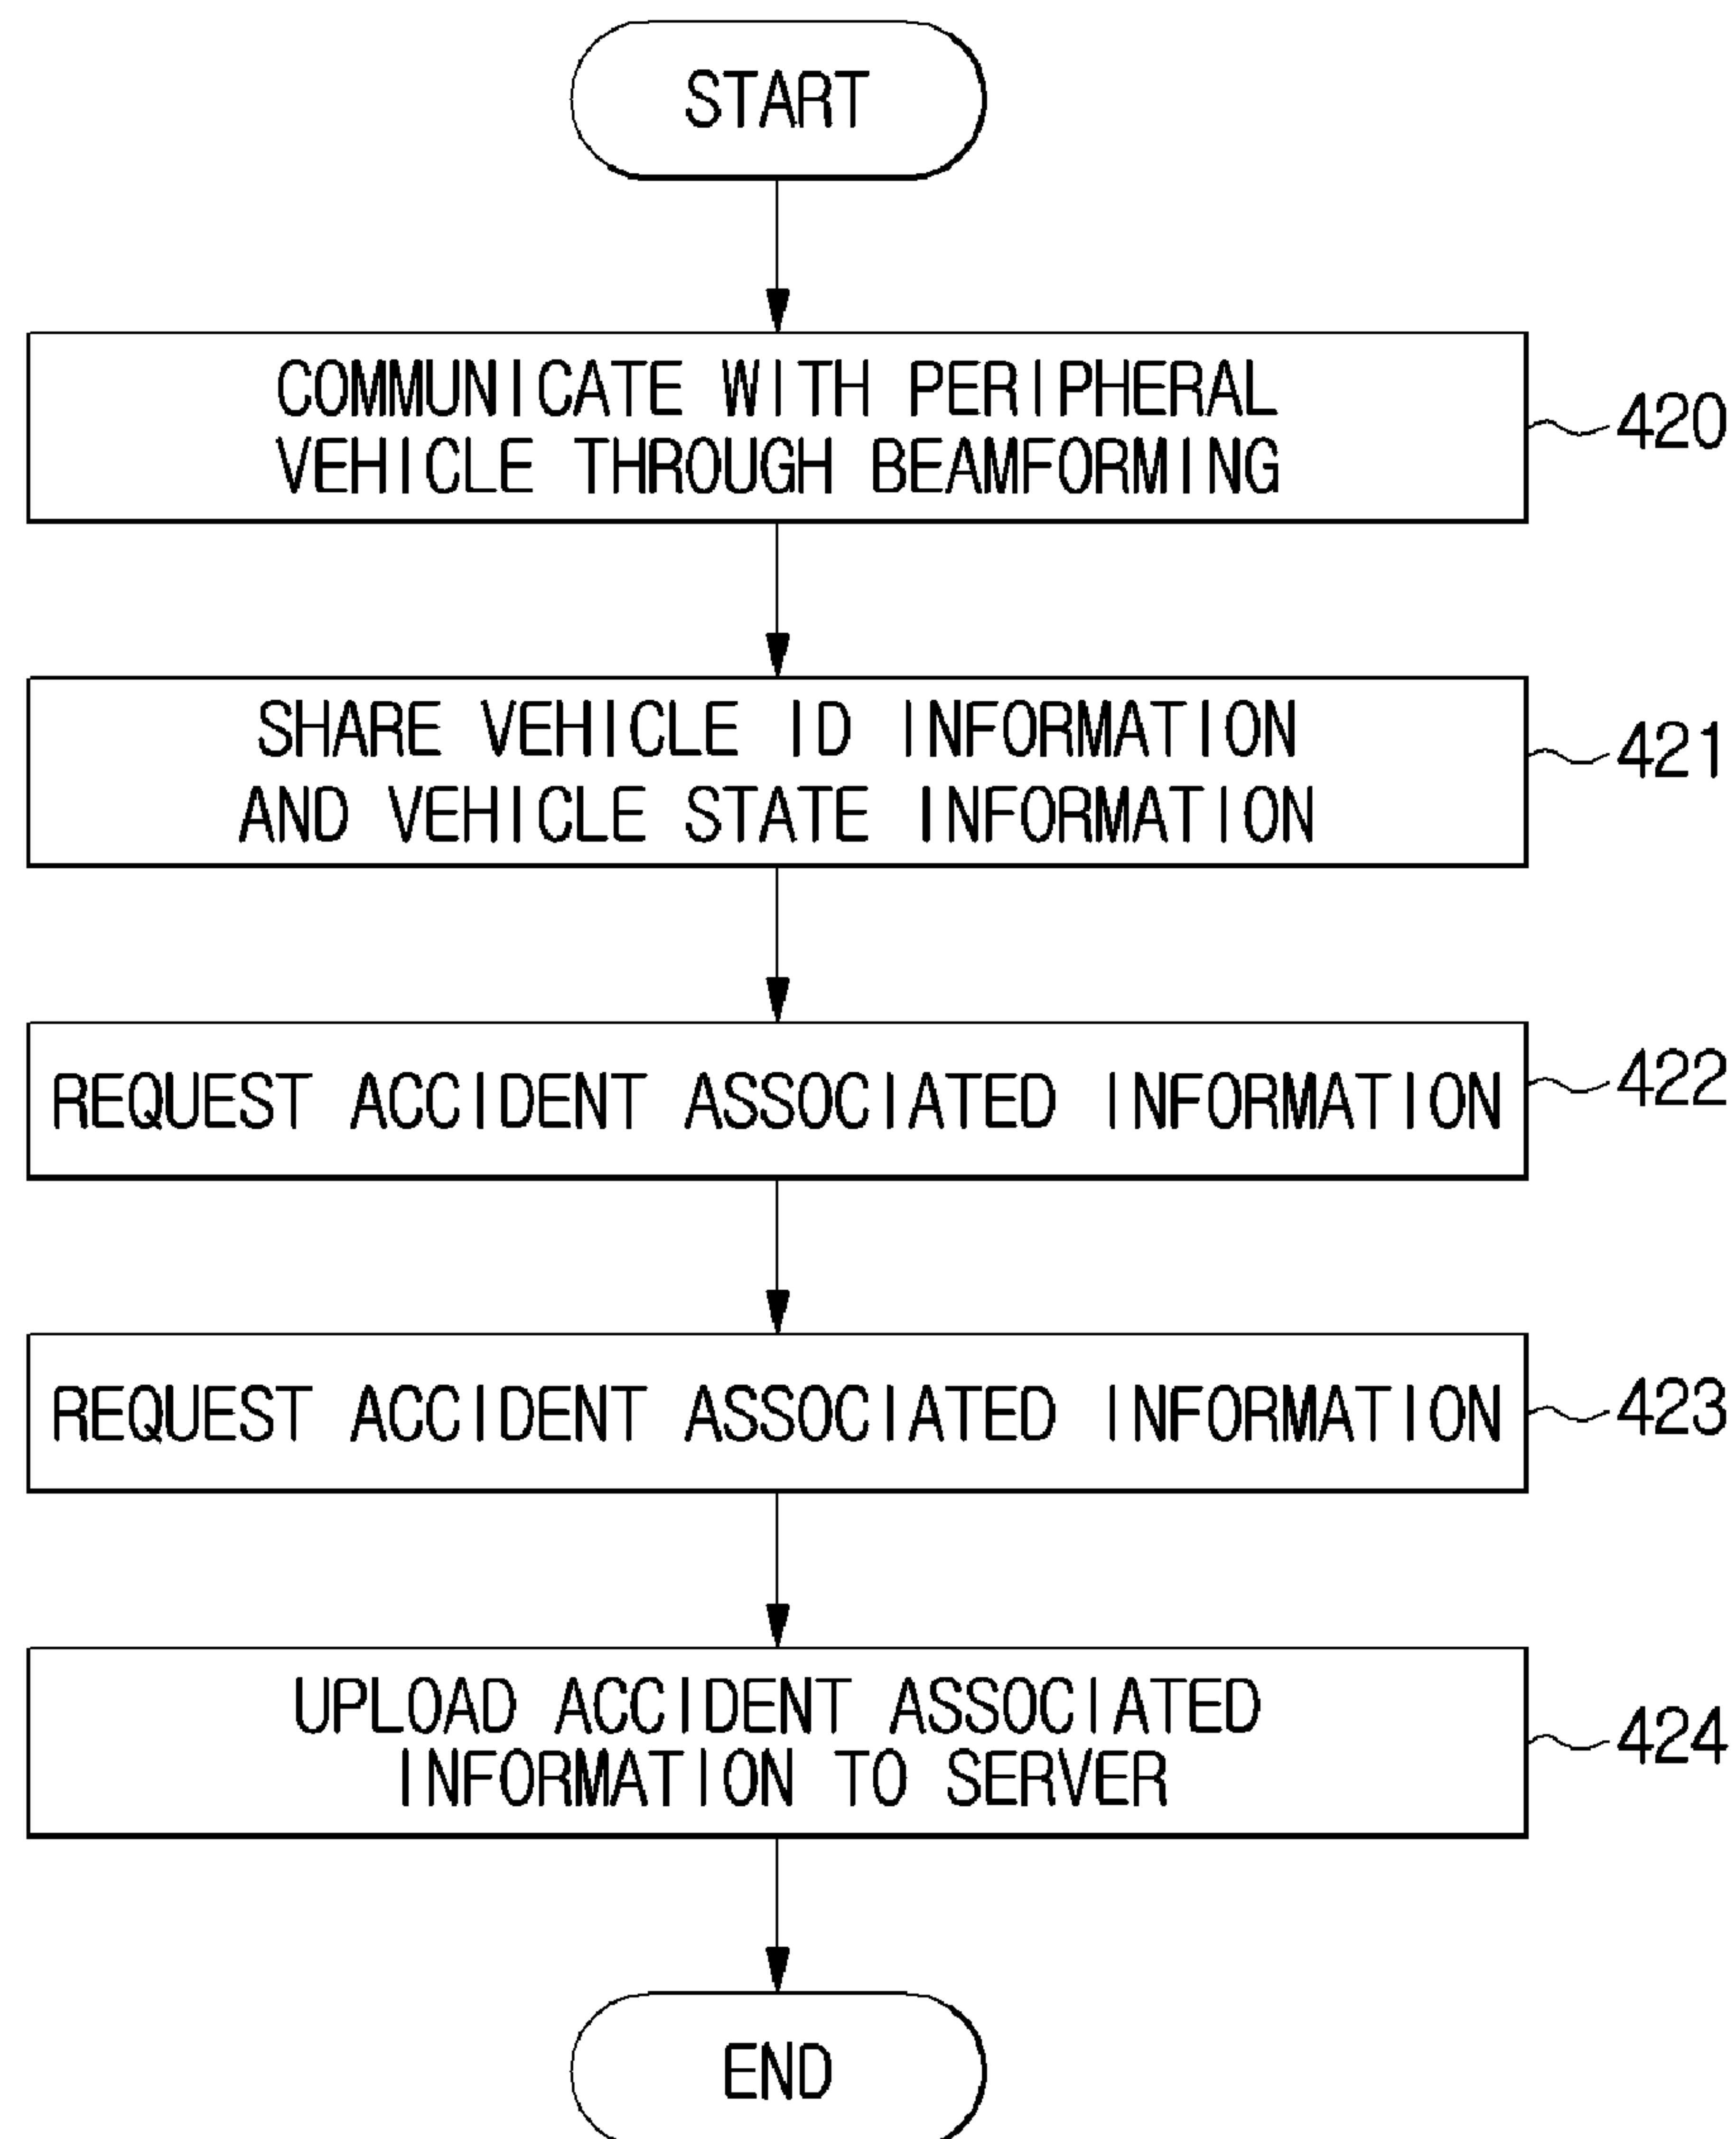 START
COMMUNICATE WITH PERIPHERAL
VEHICLE THROUGH BEAMFORMING
420
SHARE VEHICLE ID INFORMATION
AND VEHICLE STATE INFORMATION
421
REQUEST ACCIDENT ASSOCIATED INFORMATION
422
REQUEST ACCIDENT ASSOCIATED INFORMATION
423
UPLOAD ACCIDENT ASSOCIATED
INFORMATION TO SERVER
424
END